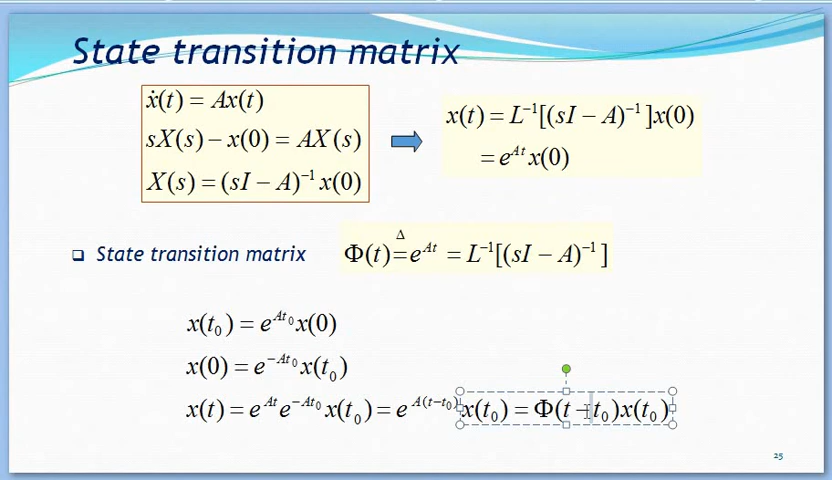 State transition matrix
ẋ(t) = Ax(t)
sX(s) − x(0) = AX(s)
X(s) = (sI − A)⁻¹ x(0)
x(t) = L⁻¹[(sI − A)⁻¹]x(0)
= e^{At} x(0)
❑ State transition matrix Φ(t) ≜ e^{At} = L⁻¹[(sI − A)⁻¹]
x(t₀) = e^{At₀} x(0)
x(0) = e^{−At₀} x(t₀)
x(t) = e^{At} e^{−At₀} x(t₀) = e^{A(t−t₀)} x(t₀) = Φ(t − t₀)x(t₀)
25